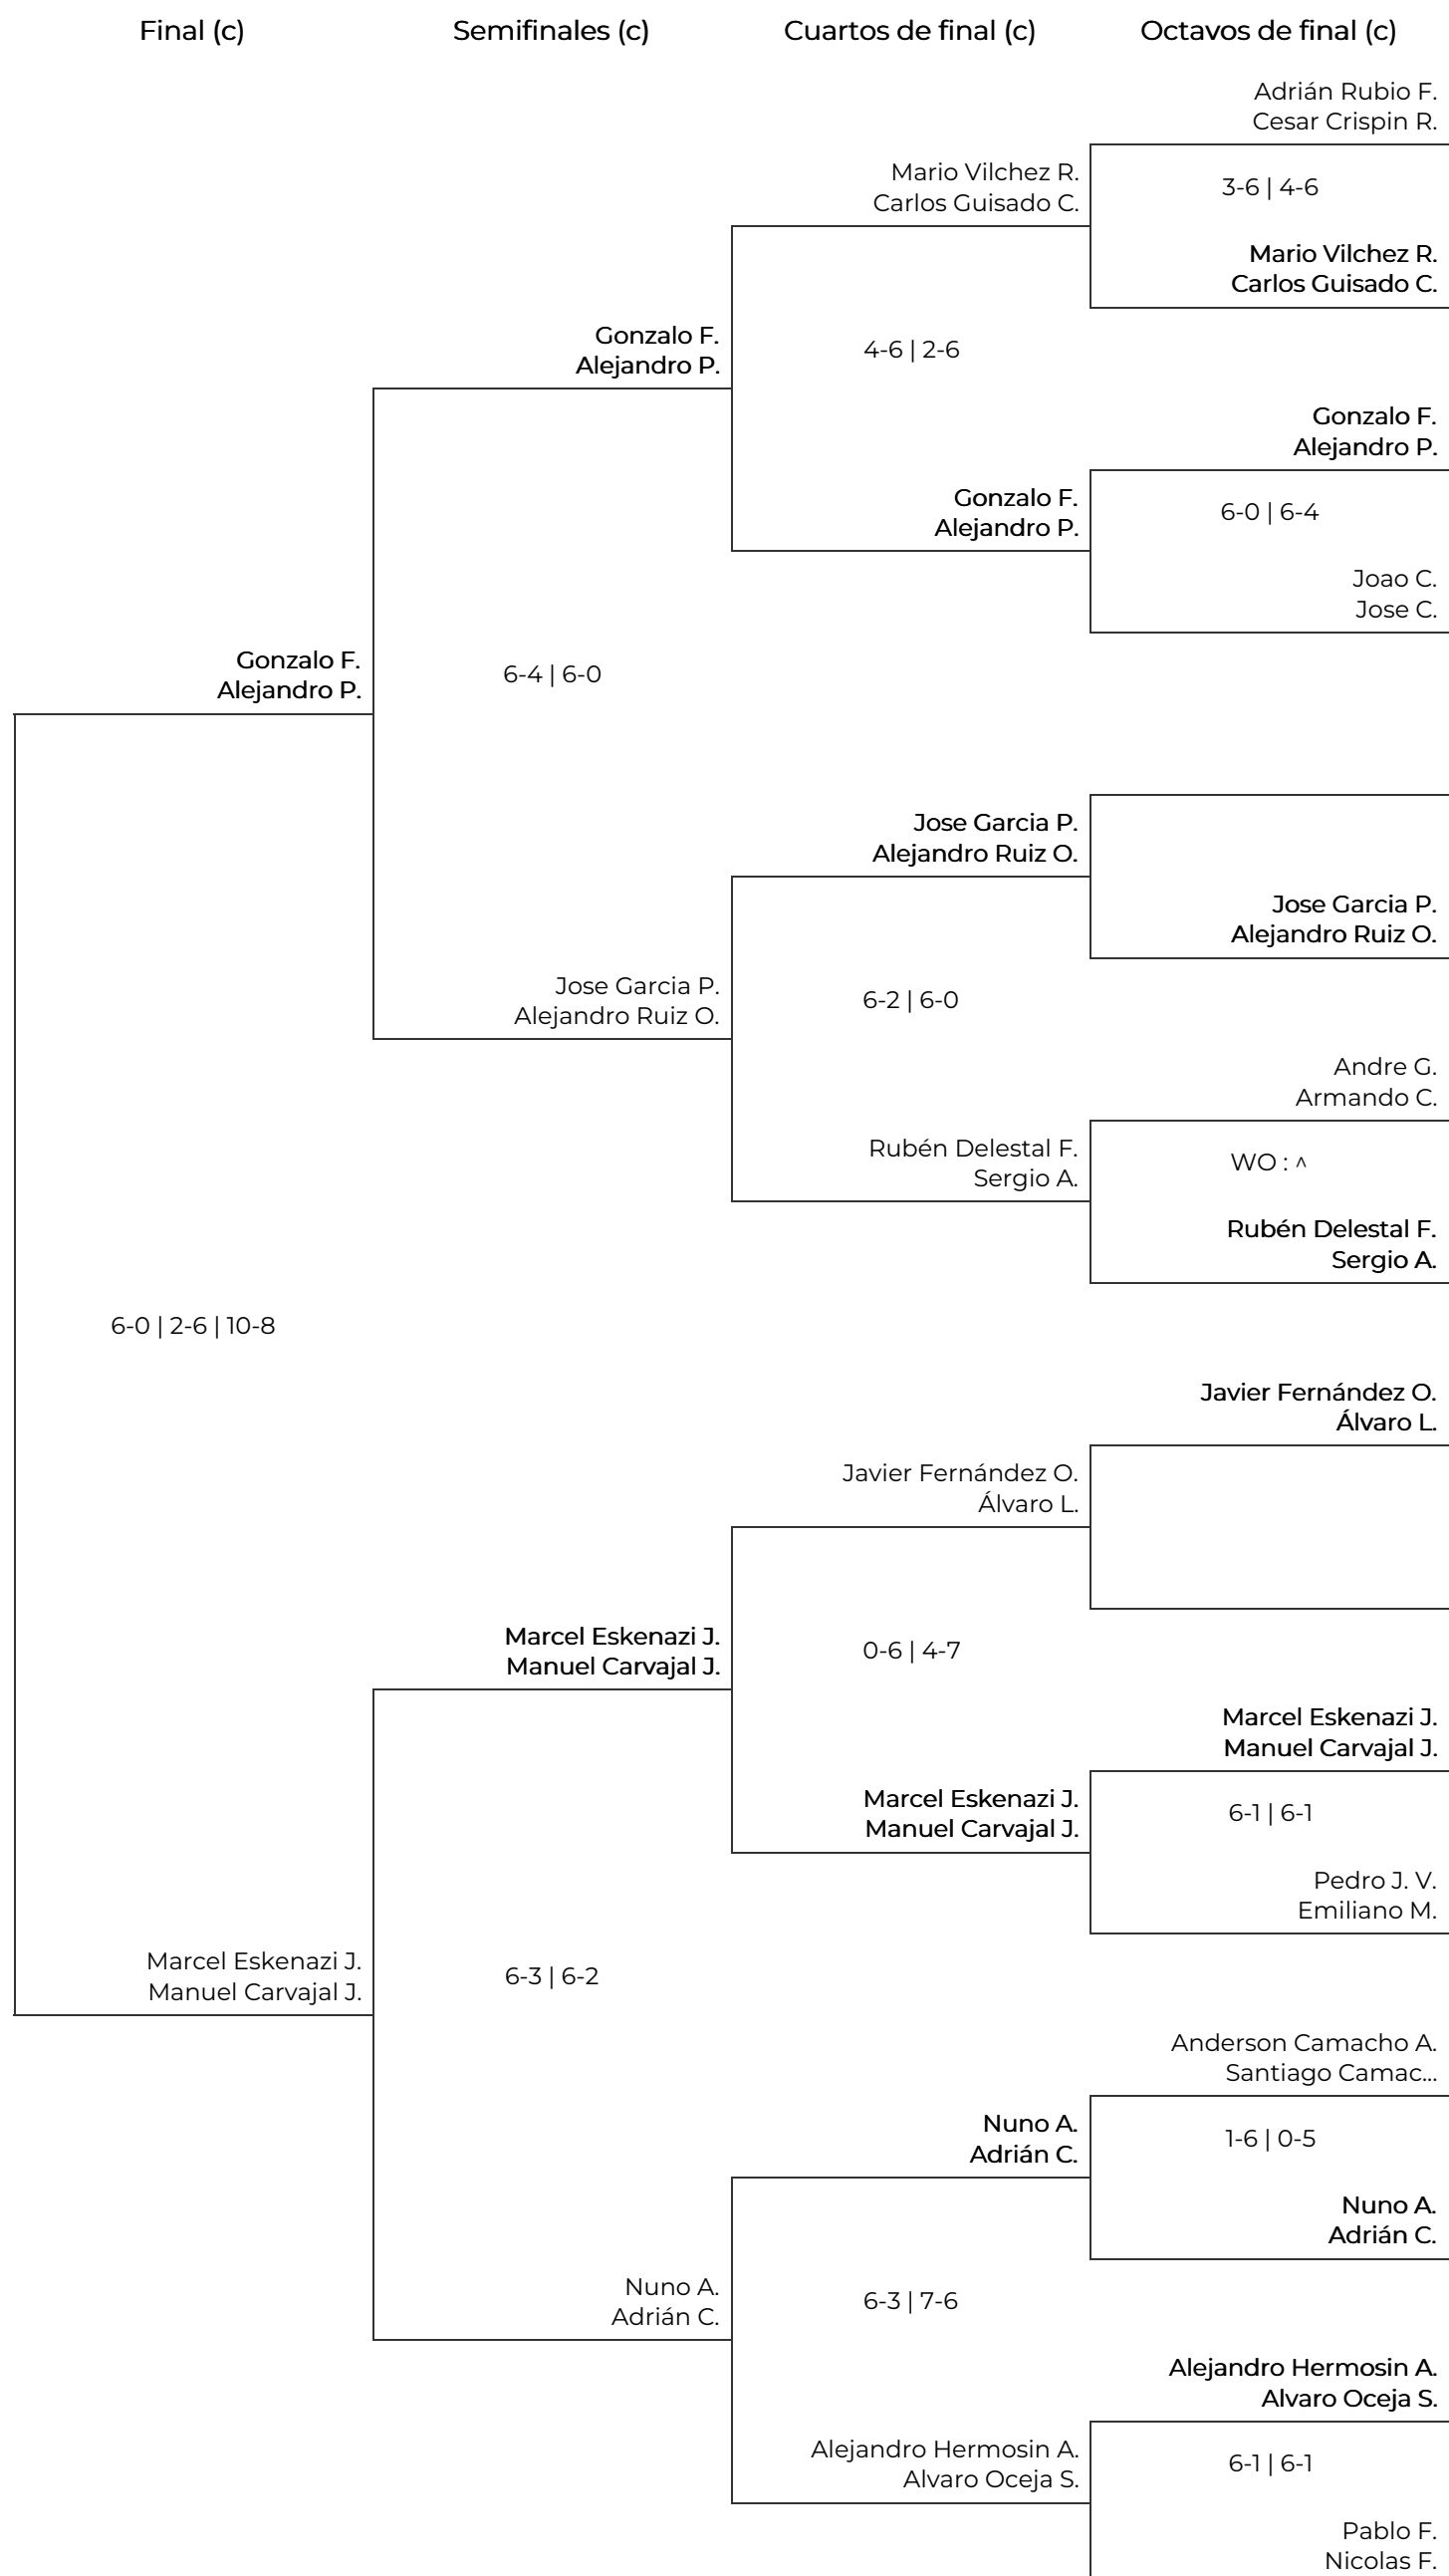 Final (c)
Semifinales (c)
Cuartos de final (c)
Octavos de final (c)
Adrián Rubio F.
Cesar Crispin R.
Mario Vilchez R.
Carlos Guisado C.
3-6 | 4-6
Mario Vilchez R.
Carlos Guisado C.
Gonzalo F.
Alejandro P.
4-6 | 2-6
Gonzalo F.
Alejandro P.
Gonzalo F.
Alejandro P.
6-0 | 6-4
Joao C.
Jose C.
Gonzalo F.
Alejandro P.
6-4 | 6-0
Jose Garcia P.
Alejandro Ruiz O.
Jose Garcia P.
Alejandro Ruiz O.
Jose Garcia P.
Alejandro Ruiz O.
6-2 | 6-0
Andre G.
Armando C.
Rubén Delestal F.
Sergio A.
WO : ^
Rubén Delestal F.
Sergio A.
6-0 | 2-6 | 10-8
Javier Fernández O.
Álvaro L.
Javier Fernández O.
Álvaro L.
Marcel Eskenazi J.
Manuel Carvajal J.
0-6 | 4-7
Marcel Eskenazi J.
Manuel Carvajal J.
Marcel Eskenazi J.
Manuel Carvajal J.
6-1 | 6-1
Pedro J. V.
Emiliano M.
Marcel Eskenazi J.
Manuel Carvajal J.
6-3 | 6-2
Anderson Camacho A.
Santiago Camac...
Nuno A.
Adrián C.
1-6 | 0-5
Nuno A.
Adrián C.
Nuno A.
Adrián C.
6-3 | 7-6
Alejandro Hermosin A.
Alvaro Oceja S.
Alejandro Hermosin A.
Alvaro Oceja S.
6-1 | 6-1
Pablo F.
Nicolas F.